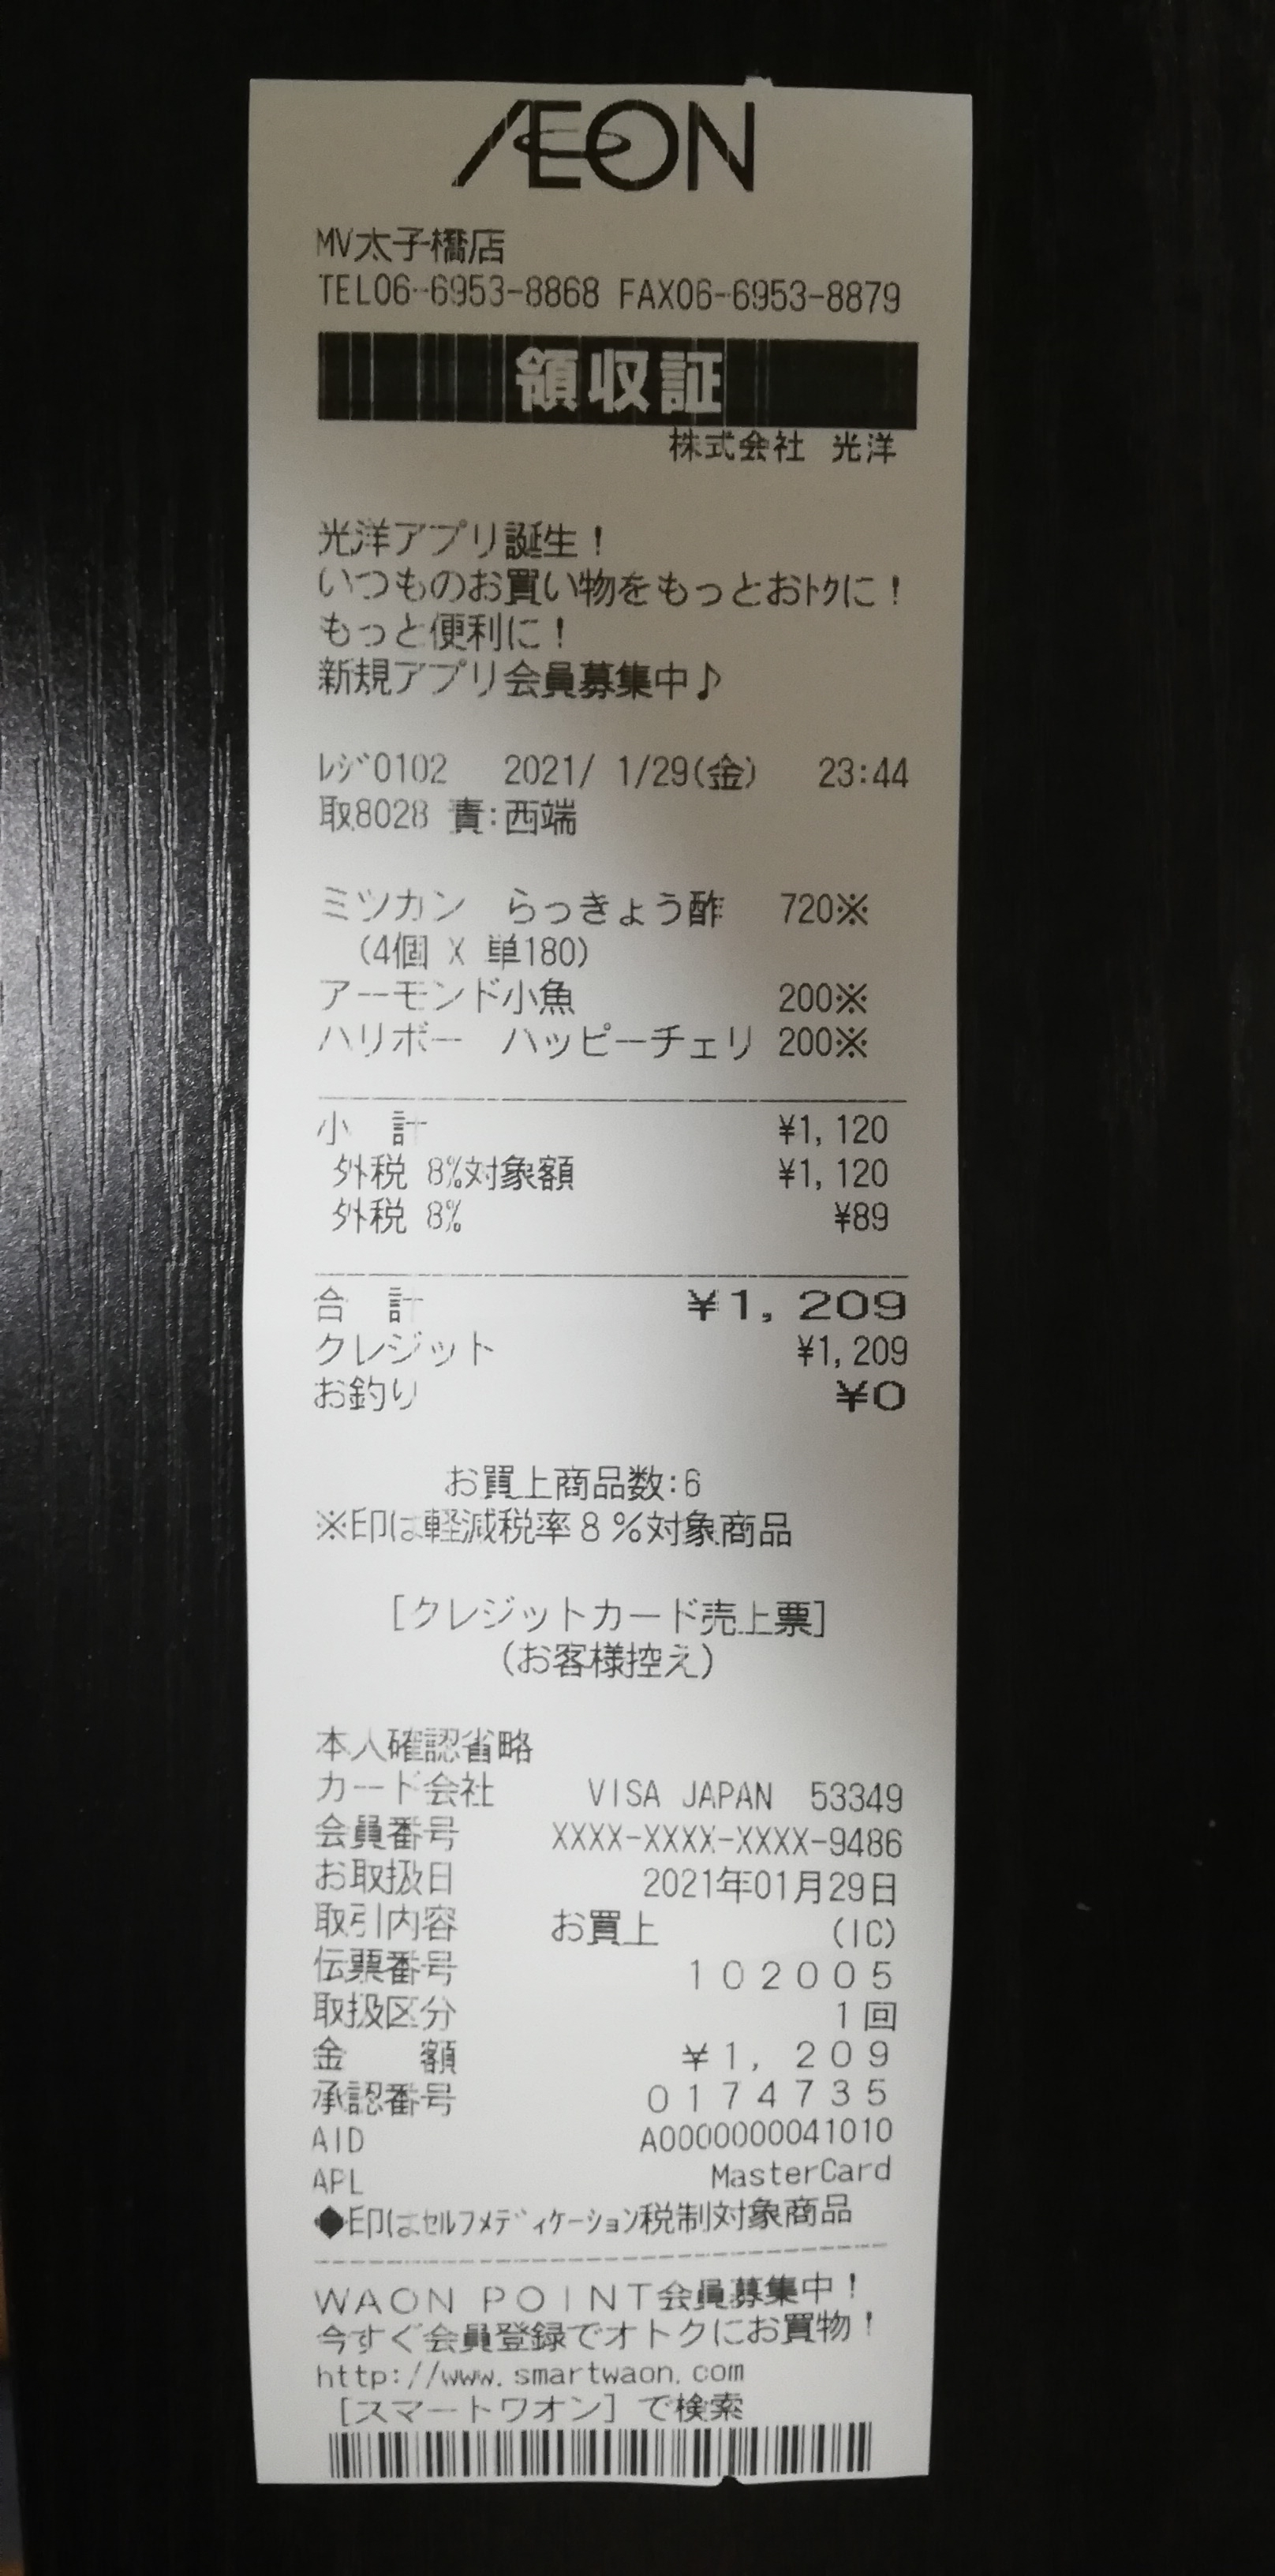 ÆON
MV太子橋店
TEL06-6953-8868 FAX06-6953-8879
領収証
株式会社 光洋
光洋アプリ誕生!
いつものお買い物をもっとおトクに!
もっと便利に!
新規アプリ会員募集中♪
レジ0102 2021/ 1/29(金) 23:44
取8028 責:西端
ミツカン らっきょう酢 720※
(4個 X 単180)
アーモンド小魚 200※
ハリボー ハッピーチェリ 200※
小 計 ¥1,120
外税 8%対象額 ¥1,120
外税 8% ¥89
合 計 ¥1,209
クレジット ¥1,209
お釣り ¥0
お買上商品数:6
※印は軽減税率8%対象商品
[クレジットカード売上票]
(お客様控え)
本人確認省略
カード会社 VISA JAPAN 53349
会員番号 XXXX-XXXX-XXXX-9486
お取扱日 2021年01月29日
取引内容 お買上 (IC)
伝票番号 102005
取扱区分 1回
金 額 ¥1,209
承認番号 0174735
AID A0000000041010
APL MasterCard
◆印はセルフメディケーション税制対象商品
WAON POINT会員募集中!
今すぐ会員登録でオトクにお買物!
http://www.smartwaon.com
[スマートワオン]で検索